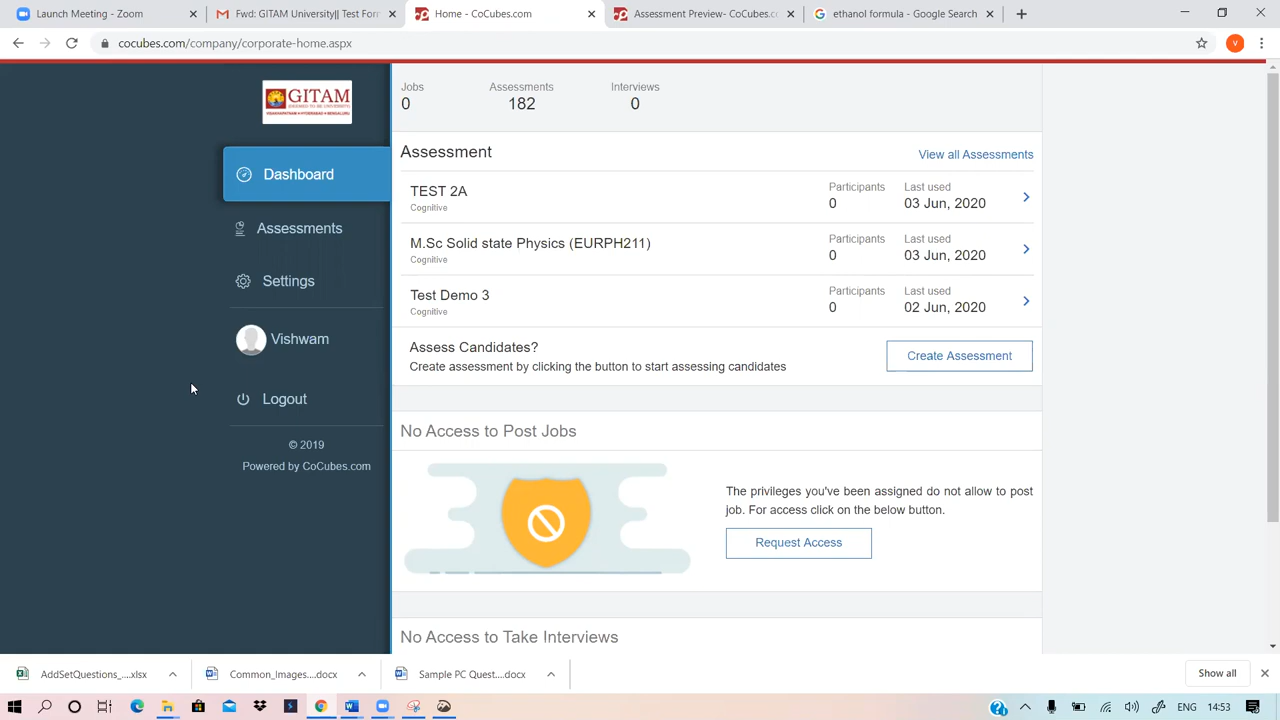 Launch Meeting - Zoom
Fwd: GITAM University|| Test For
Home - CoCubes.com
Assessment Preview - CoCubes.c
ethanol formula - Google Search
cocubes.com/company/corporate-home.aspx
V
GITAM
(DEEMED TO BE UNIVERSITY)
VISAKHAPATNAM • HYDERABAD • BENGALURU
Dashboard
Assessments
Settings
Vishwam
Logout
© 2019
Powered by CoCubes.com
Jobs Assessments Interviews
0 182 0
Assessment View all Assessments
TEST 2A Participants Last used
Cognitive 0 03 Jun, 2020
M.Sc Solid state Physics (EURPH211) Participants Last used
Cognitive 0 03 Jun, 2020
Test Demo 3 Participants Last used
Cognitive 0 02 Jun, 2020
Assess Candidates?
Create assessment by clicking the button to start assessing candidates
Create Assessment
No Access to Post Jobs
The privileges you've been assigned do not allow to post
job. For access click on the below button.
Request Access
No Access to Take Interviews
AddSetQuestions_....xlsx
Common_Images....docx
Sample PC Quest....docx
Show all
ENG 14:53